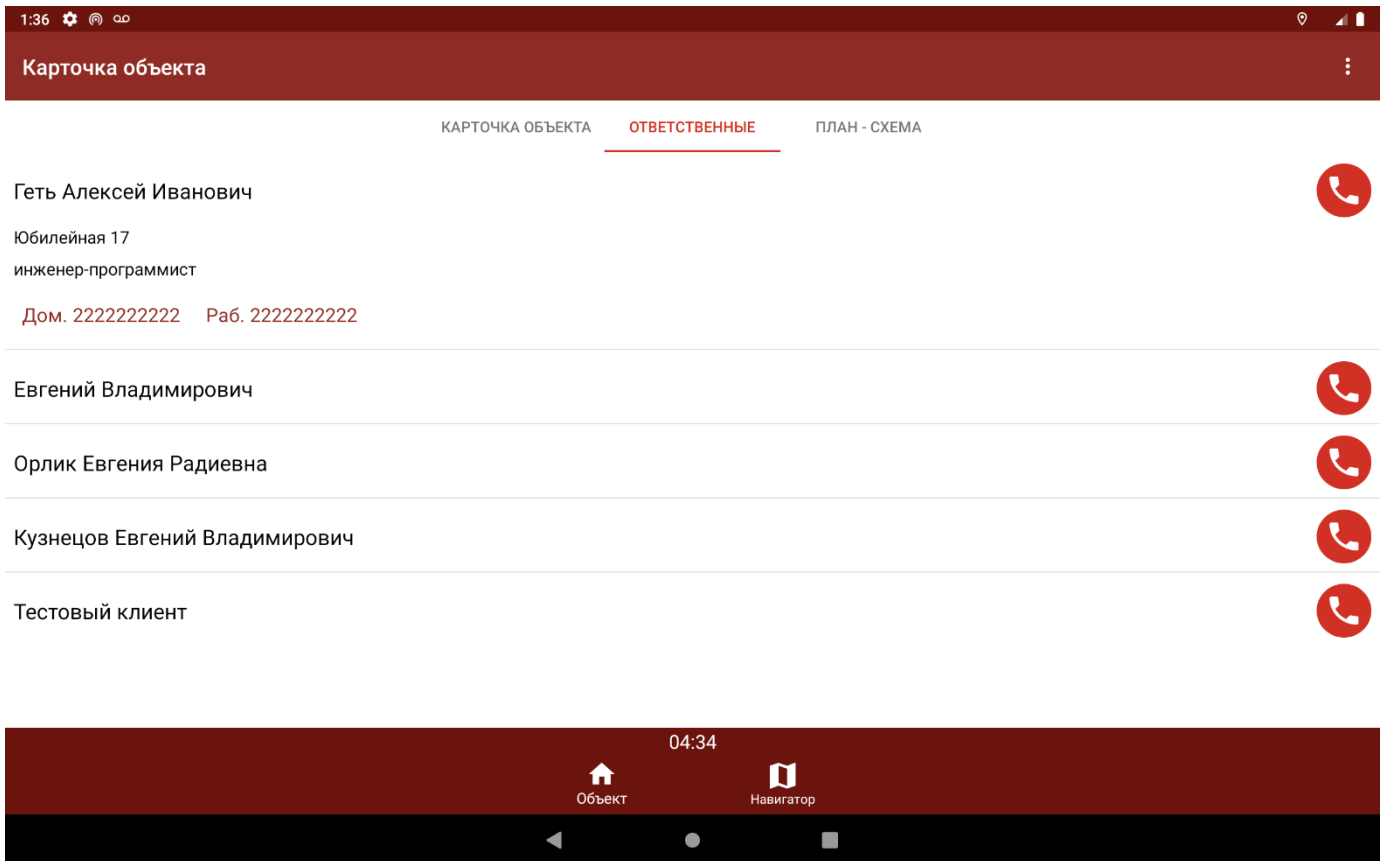 1:36
Карточка объекта
КАРТОЧКА ОБЪЕКТА ОТВЕТСТВЕННЫЕ ПЛАН - СХЕМА
Геть Алексей Иванович
Юбилейная 17
инженер-программист
Дом. 2222222222 Раб. 2222222222
Евгений Владимирович
Орлик Евгения Радиевна
Кузнецов Евгений Владимирович
Тестовый клиент
04:34
Объект Навигатор